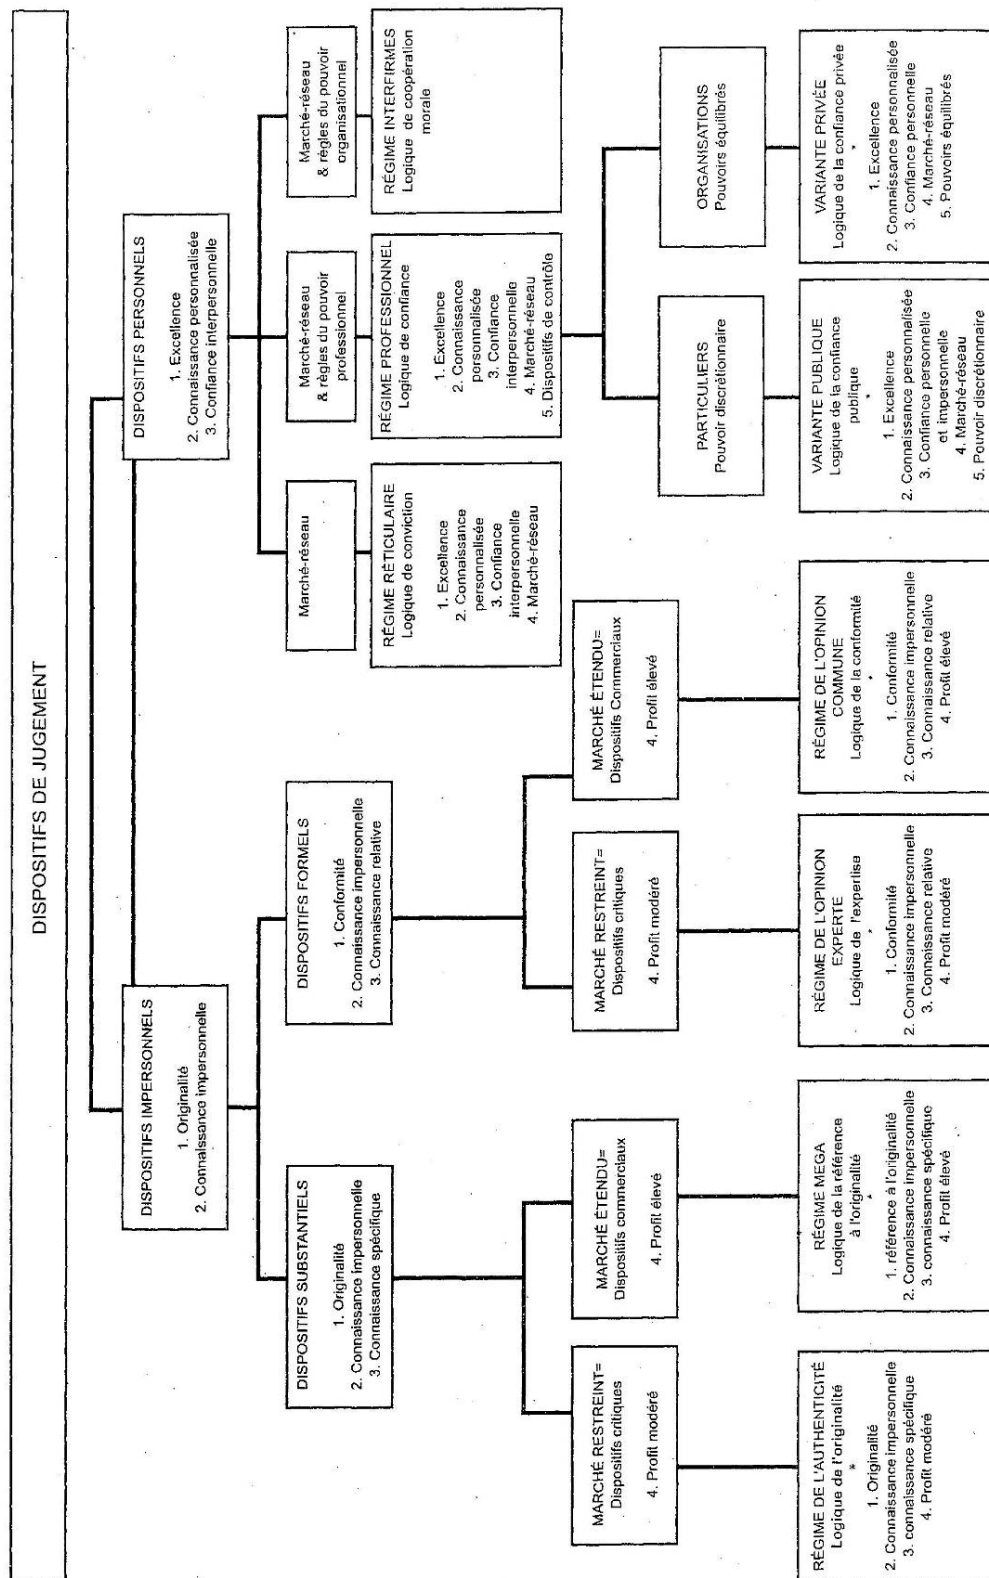 DISPOSITIFS DE JUGEMENT
DISPOSITIFS IMPERSONNELS
1. Originalité
2. Connaissance impersonnelle
DISPOSITIFS PERSONNELS
1. Excellence
2. Connaissance personnalisée
3. Confiance interpersonnelle
DISPOSITIFS SUBSTANTIELS
1. Originalité
2. Connaissance impersonnelle
3. Connaissance spécifique
DISPOSITIFS FORMELS
1. Conformité
2. Connaissance impersonnelle
3. Connaissance relative
Marché-réseau
Marché-réseau
& règles du pouvoir
professionnel
Marché-réseau
& règles du pouvoir
organisationnel
RÉGIME RÉTICULAIRE
Logique de conviction
1. Excellence
2. Connaissance
personnalisée
3. Confiance
interpersonnelle
4. Marché-réseau
RÉGIME PROFESSIONNEL
Logique de confiance
1. Excellence
2. Connaissance
personnalisée
3. Confiance
interpersonnelle
4. Marché-réseau
5. Dispositifs de contrôle
RÉGIME INTERFIRMES
Logique de coopération
morale
MARCHÉ RESTREINT=
Dispositifs critiques
4. Profit modéré
MARCHÉ ÉTENDU=
Dispositifs commerciaux
4. Profit élevé
MARCHÉ RESTREINT=
Dispositifs critiques
4. Profit modéré
MARCHÉ ÉTENDU=
Dispositifs Commerciaux
4. Profit élevé
PARTICULIERS
Pouvoir discrétionnaire
ORGANISATIONS
Pouvoirs équilibrés
RÉGIME DE L'AUTHENTICITÉ
Logique de l'originalité
*
1. Originalité
2. Connaissance impersonnelle
3. connaissance spécifique
4. Profit modéré
RÉGIME MEGA
Logique de la référence
à l'originalité
*
1. référence à l'originalité
2. Connaissance impersonnelle
3. connaissance spécifique
4. Profit élevé
RÉGIME DE L'OPINION
EXPERTE
Logique de l'expertise
*
1. Conformité
2. Connaissance impersonnelle
3. Connaissance relative
4. Profit modéré
RÉGIME DE L'OPINION
COMMUNE
Logique de la conformité
*
1. Conformité
2. Connaissance impersonnelle
3. Connaissance relative
4. Profit élevé
VARIANTE PUBLIQUE
Logique de la confiance
publique
*
1. Excellence
2. Connaissance personnalisée
3. Confiance personnelle
et impersonnelle
4. Marché-réseau
5. Pouvoir discrétionnaire
VARIANTE PRIVÉE
Logique de la confiance privée
*
1. Excellence
2. Connaissance personnalisée
3. Confiance personnelle
4. Marché-réseau
5. Pouvoirs équilibrés